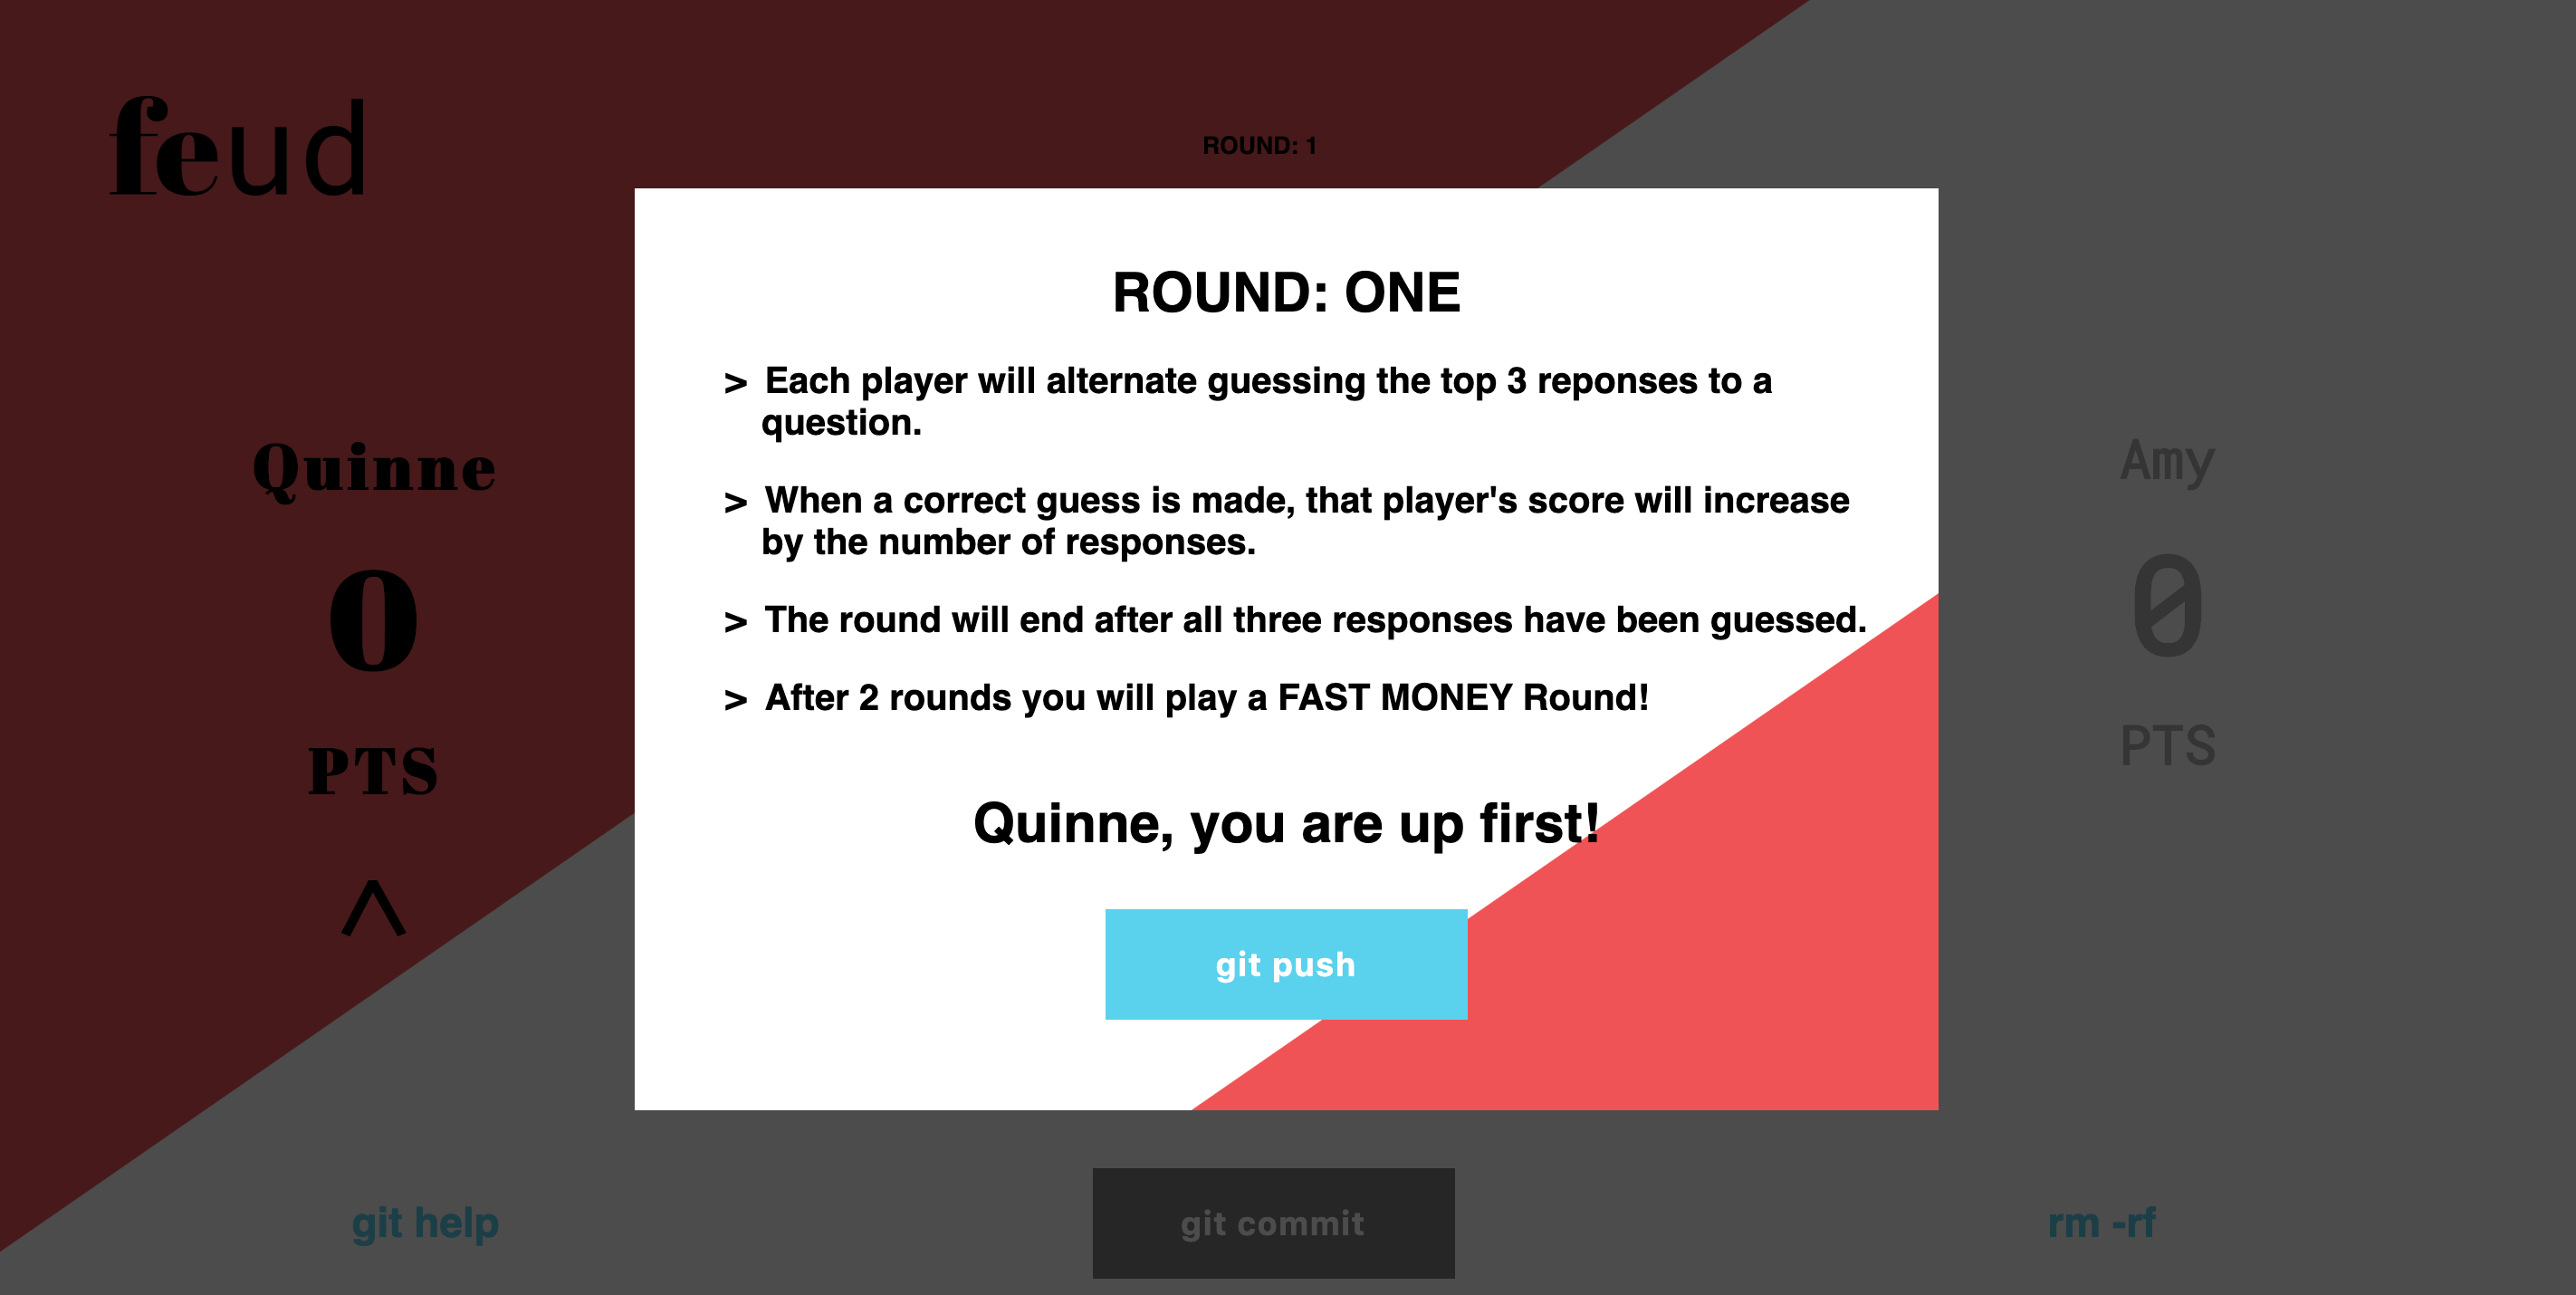 feud
ROUND: 1
ROUND: ONE
> Each player will alternate guessing the top 3 reponses to a
question.
> When a correct guess is made, that player's score will increase
by the number of responses.
> The round will end after all three responses have been guessed.
> After 2 rounds you will play a FAST MONEY Round!
Quinne, you are up first!
git push
Quinne
0
PTS
^
Amy
0
PTS
git help
git commit
rm -rf